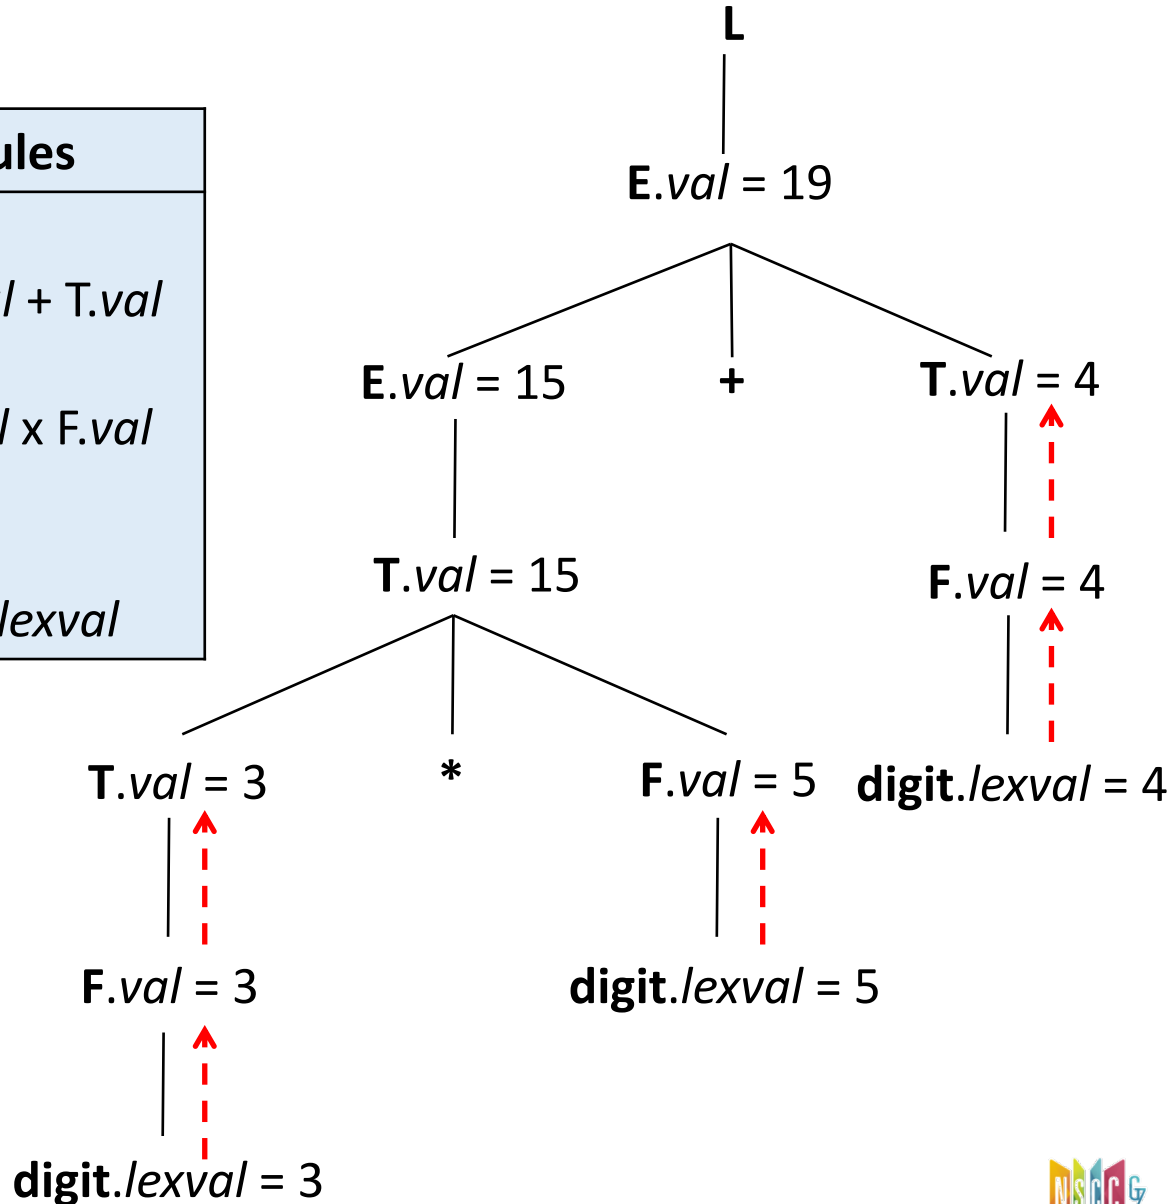 L
ules
E.val = 19
l + T.val
E.val = 15 + T.val = 4
l x F.val
T.val = 15 F.val = 4
lexval
T.val = 3 * F.val = 5 digit.lexval = 4
F.val = 3 digit.lexval = 5
digit.lexval = 3
NSCC